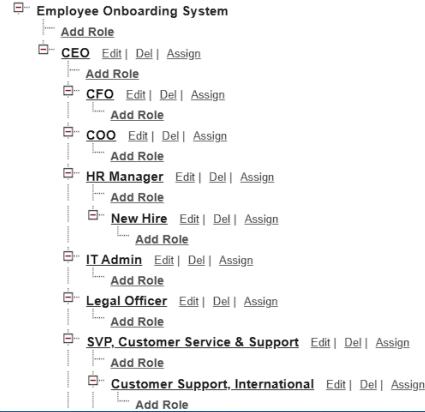 Employee Onboarding System
Add Role
CEO Edit | Del | Assign
Add Role
CFO Edit | Del | Assign
Add Role
COO Edit | Del | Assign
Add Role
HR Manager Edit | Del | Assign
Add Role
New Hire Edit | Del | Assign
Add Role
IT Admin Edit | Del | Assign
Add Role
Legal Officer Edit | Del | Assign
Add Role
SVP, Customer Service & Support Edit | Del | Assign
Add Role
Customer Support, International Edit | Del | Assign
Add Role